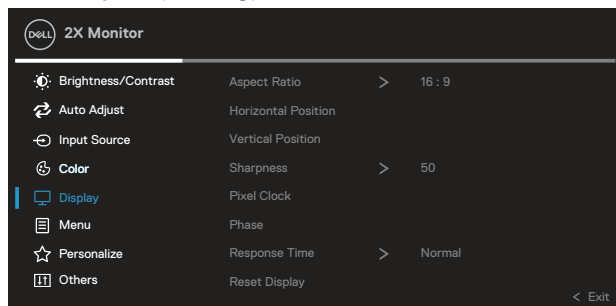 DELL 2X Monitor
Brightness/Contrast Aspect Ratio > 16 : 9
Auto Adjust Horizontal Position
Input Source Vertical Position
Color Sharpness > 50
Display Pixel Clock
Menu Phase
Personalize Response Time > Normal
Others Reset Display
< Exit